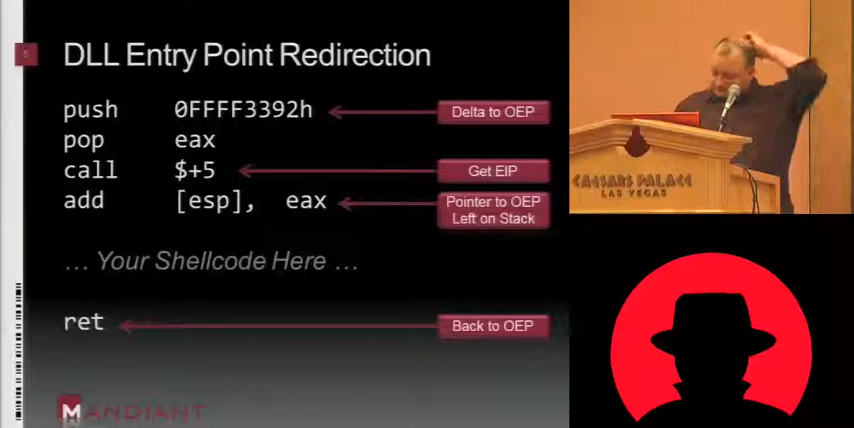 6
DLL Entry Point Redirection
push 0FFFF3392h
Delta to OEP
pop eax
call $+5
Get EIP
add [esp], eax
Pointer to OEP
Left on Stack
… Your Shellcode Here …
ret
Back to OEP
MANDIANT
CAESARS PALACE
LAS VEGAS